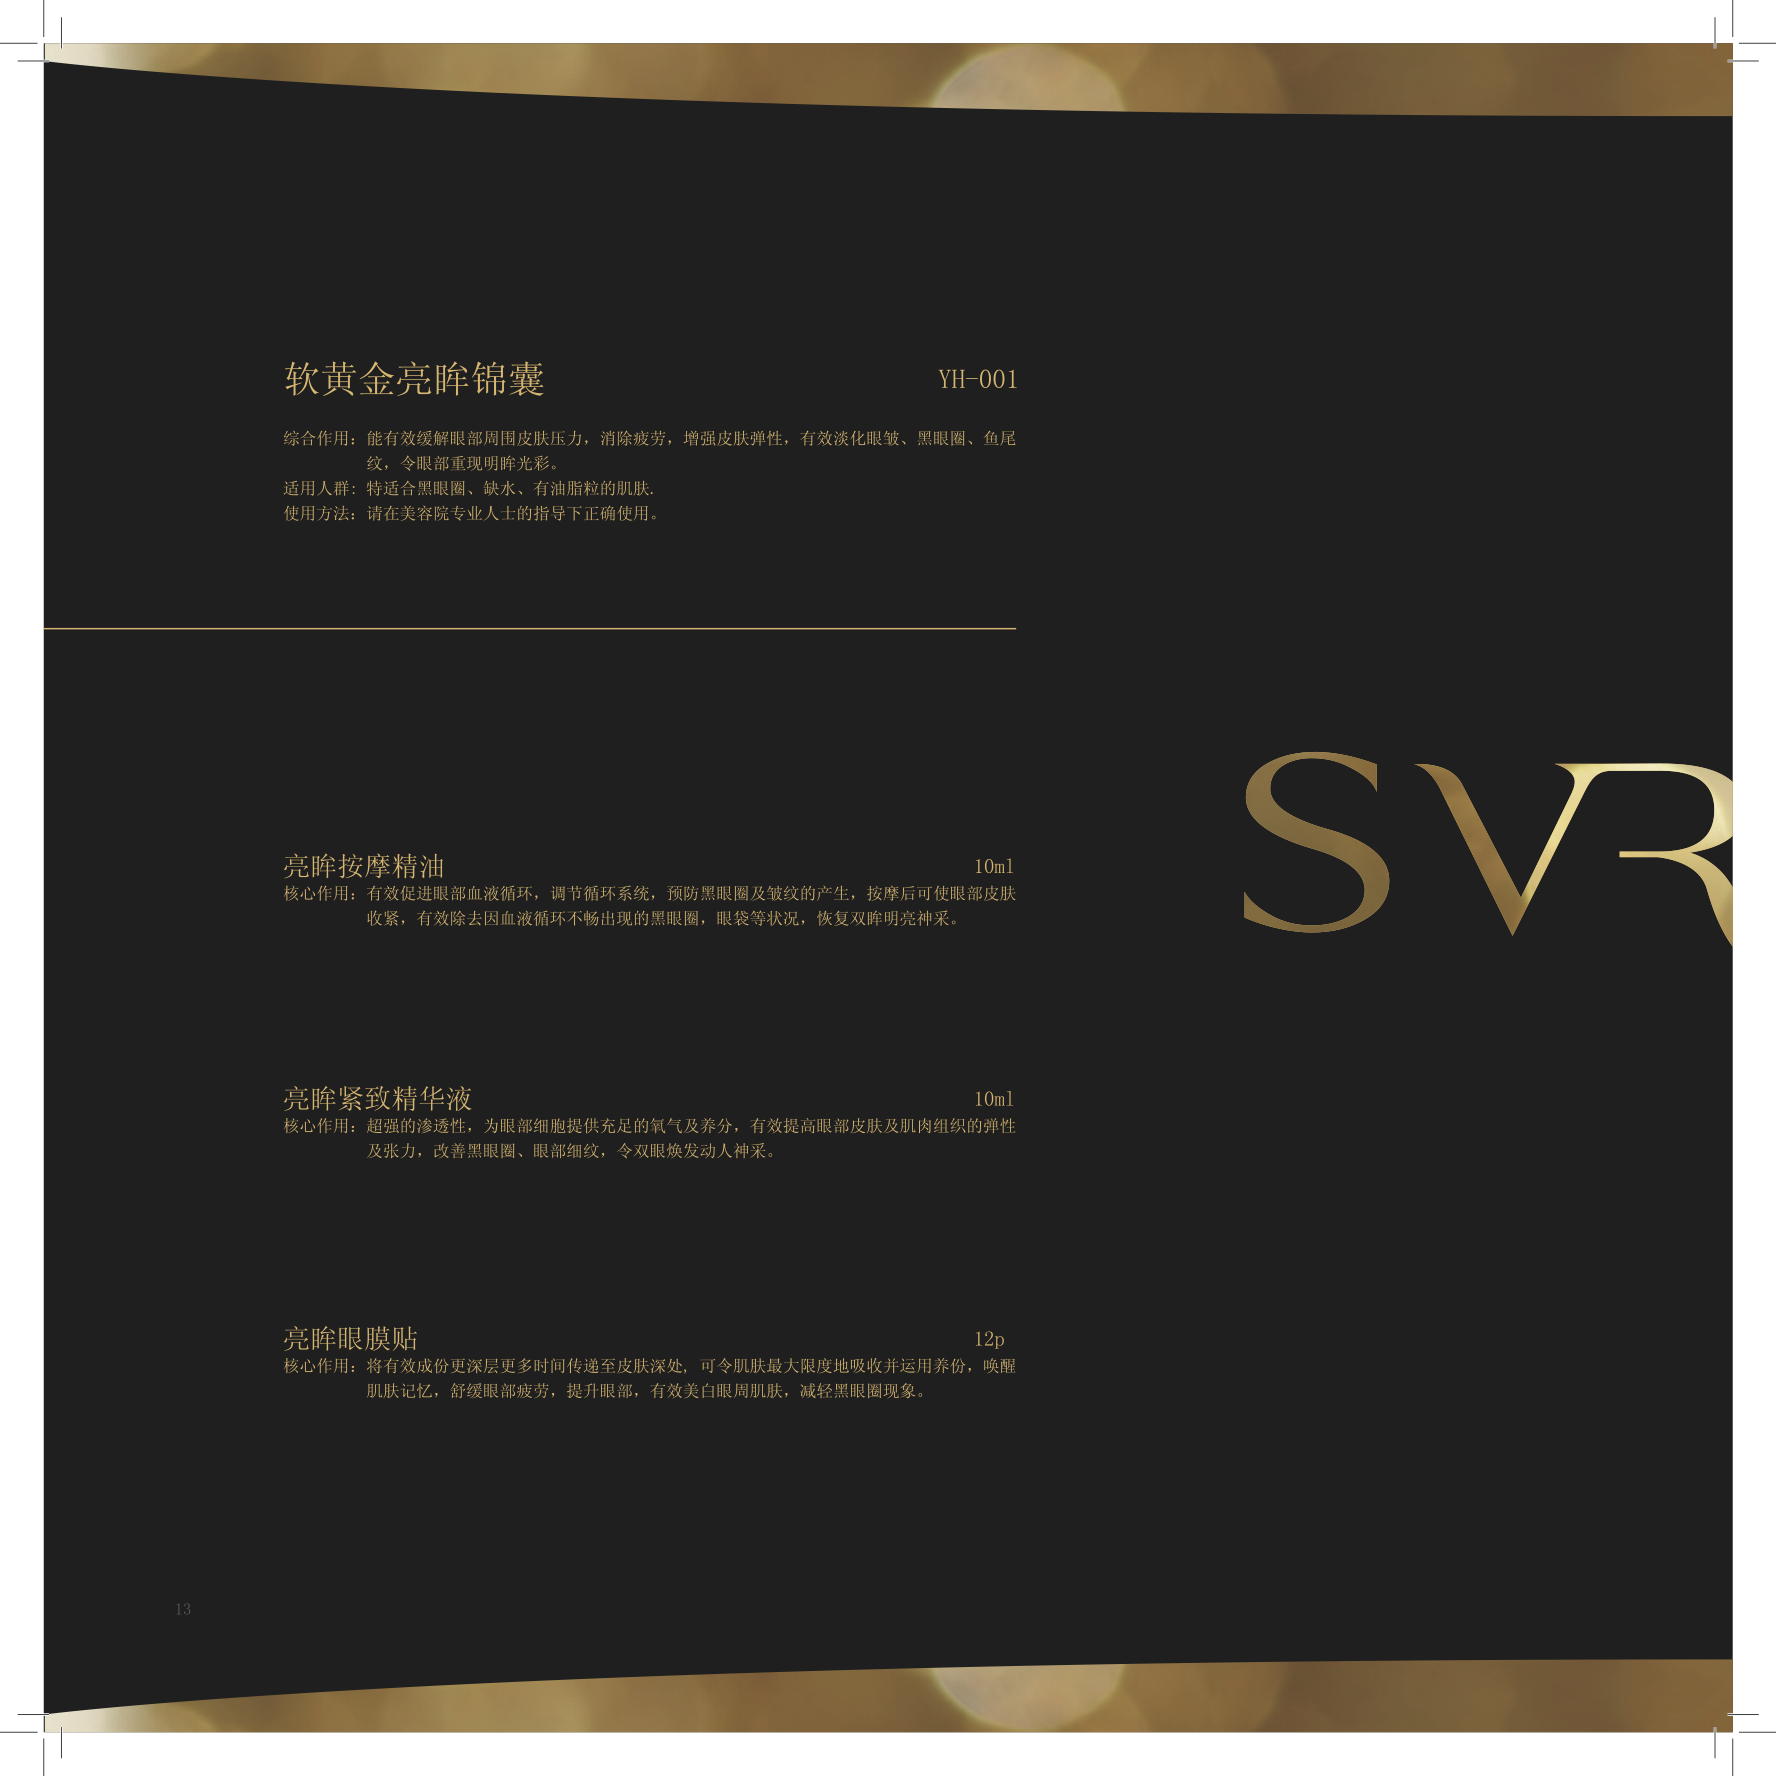 软黄金亮眸锦囊 YH-001
综合作用：能有效缓解眼部周围皮肤压力，消除疲劳，增强皮肤弹性，有效淡化眼皱、黑眼圈、鱼尾
纹，令眼部重现明眸光彩。
适用人群：特适合黑眼圈、缺水、有油脂粒的肌肤.
使用方法：请在美容院专业人士的指导下正确使用。
SVR
亮眸按摩精油 10ml
核心作用：有效促进眼部血液循环，调节循环系统，预防黑眼圈及皱纹的产生，按摩后可使眼部皮肤
收紧，有效除去因血液循环不畅出现的黑眼圈，眼袋等状况，恢复双眸明亮神采。
亮眸紧致精华液 10ml
核心作用：超强的渗透性，为眼部细胞提供充足的氧气及养分，有效提高眼部皮肤及肌肉组织的弹性
及张力，改善黑眼圈、眼部细纹，令双眼焕发动人神采。
亮眸眼膜贴 12p
核心作用：将有效成份更深层更多时间传递至皮肤深处，可令肌肤最大限度地吸收并运用养份，唤醒
肌肤记忆，舒缓眼部疲劳，提升眼部，有效美白眼周肌肤，减轻黑眼圈现象。
13